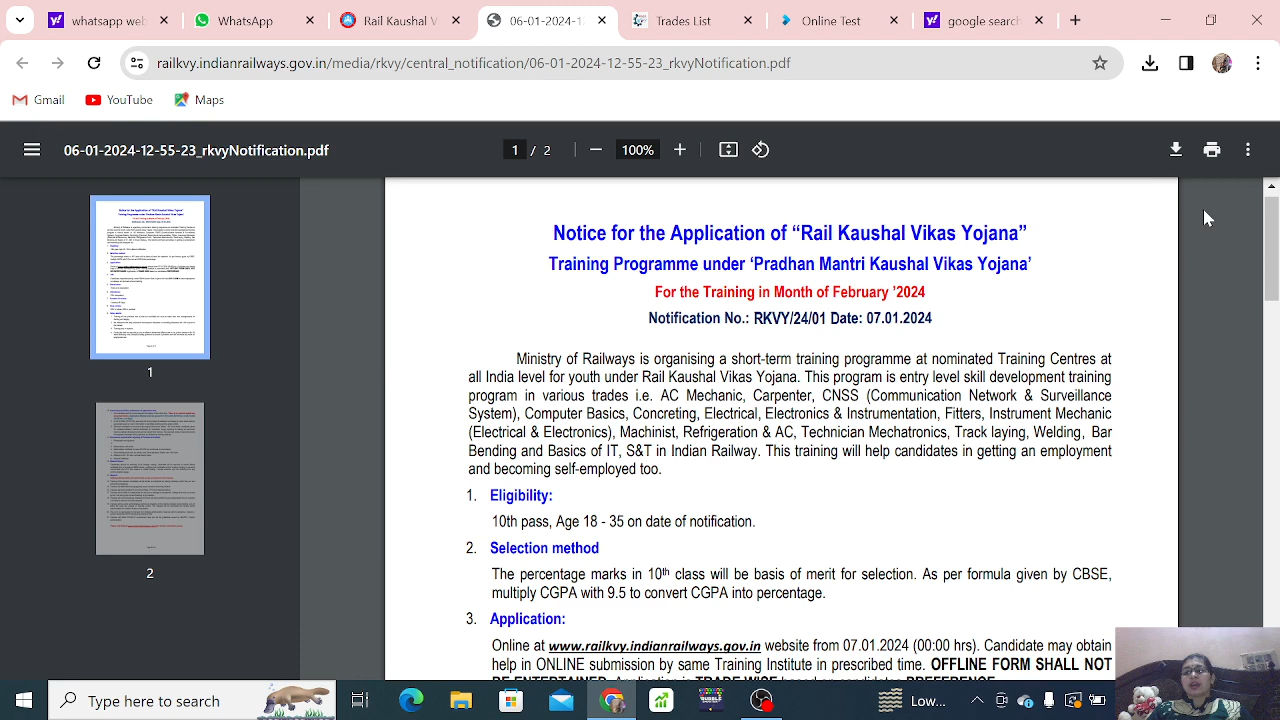 whatsapp web
WhatsApp
Rail Kaushal V
06-01-2024-12-
Trades List
Online Test
google search
railkvy.indianrailways.gov.in/media/rkvy/central_notification/06-01-2024-12-55-23_rkvyNotification.pdf
Gmail
YouTube
Maps
06-01-2024-12-55-23_rkvyNotification.pdf
1 / 2
100%
Notice for the Application of “Rail Kaushal Vikas Yojana”
Training Programme under ‘Pradhan Mantri Kaushal Vikas Yojana’
For the Training in Month of February ’2024
Notification No.: RKVY/24/01 Date: 07.01.2024
Ministry of Railways is organising a short-term training programme at nominated Training Centres at
all India level for youth under Rail Kaushal Vikas Yojana. This program is entry level skill development training
program in various trades i.e. AC Mechanic, Carpenter, CNSS (Communication Network & Surveillance
System), Computer Basics, Concreting, Electrical, Electronics & Instrumentation, Fitters, Instrument Mechanic
(Electrical & Electronics), Machinist, Refrigeration & AC, Technician Mechatronics, Track laying, Welding, Bar
Bending and Basics of IT, S&T in Indian Railway. This training will help candidates in getting an employment
and becoming self-employed too.
1. Eligibility:
10th pass, Age 18 - 35 on date of notification.
2. Selection method
The percentage marks in 10th class will be basis of merit for selection. As per formula given by CBSE,
multiply CGPA with 9.5 to convert CGPA into percentage.
3. Application:
Online at www.railkvy.indianrailways.gov.in website from 07.01.2024 (00:00 hrs). Candidate may obtain
help in ONLINE submission by same Training Institute in prescribed time. OFFLINE FORM SHALL NOT
1
2
Type here to search
Low...